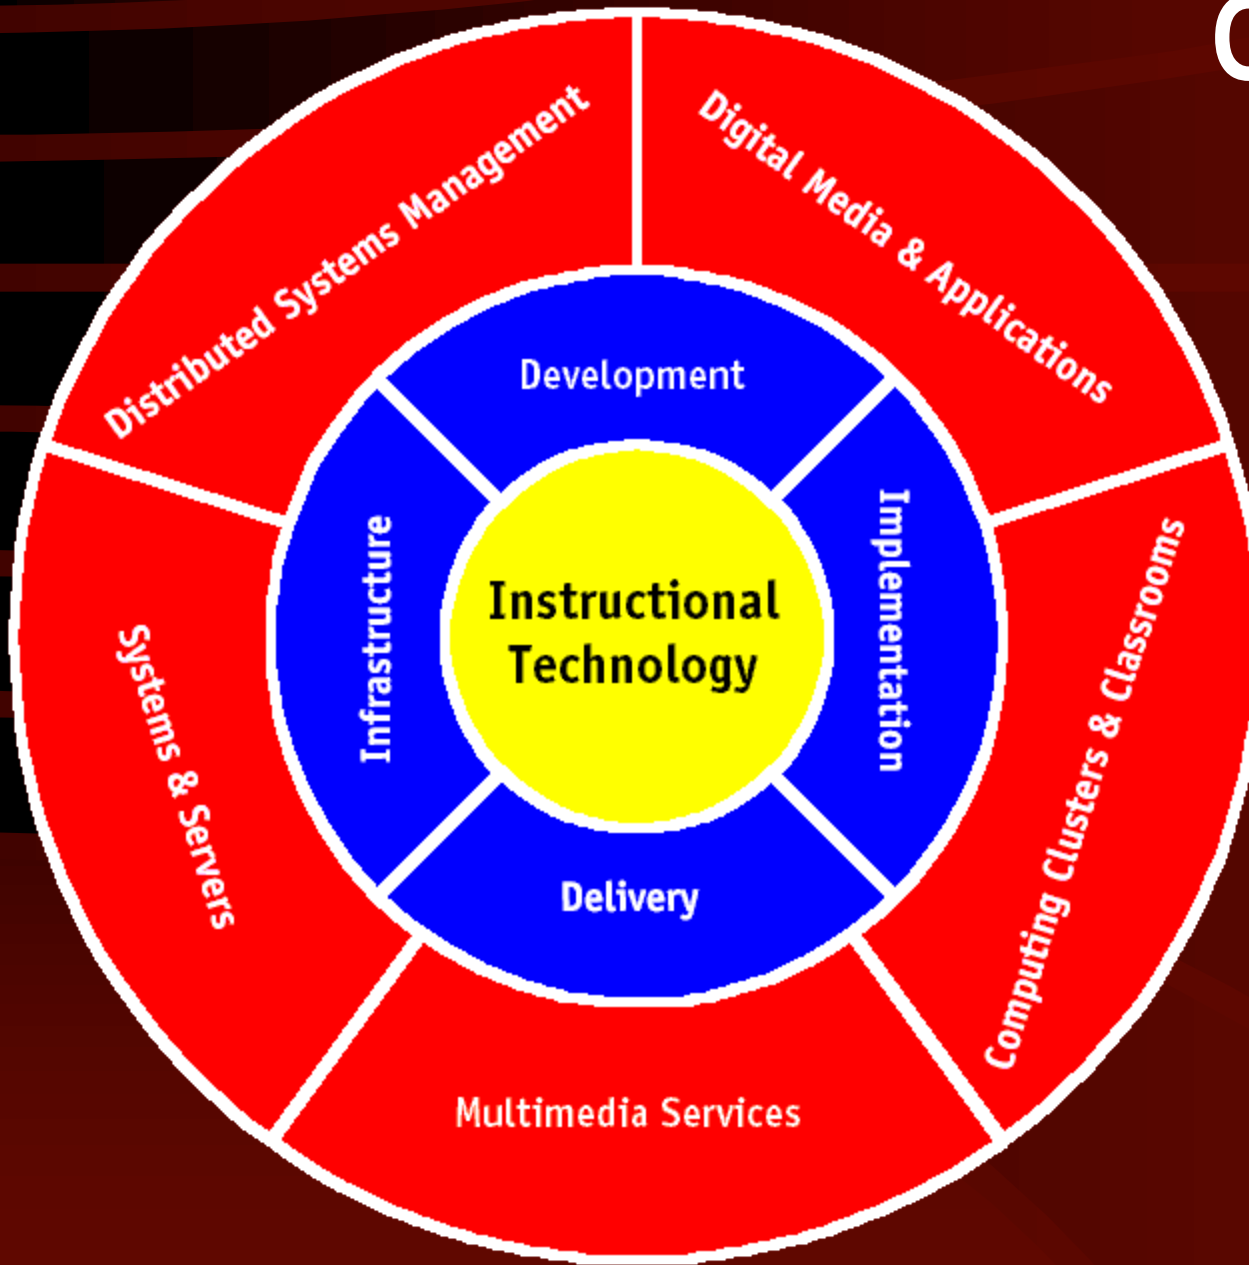 Distributed Systems Management
Digital Media & Applications
Development
Infrastructure
Instructional
Technology
Implementation
Systems & Servers
Computing Clusters & Classrooms
Delivery
Multimedia Services